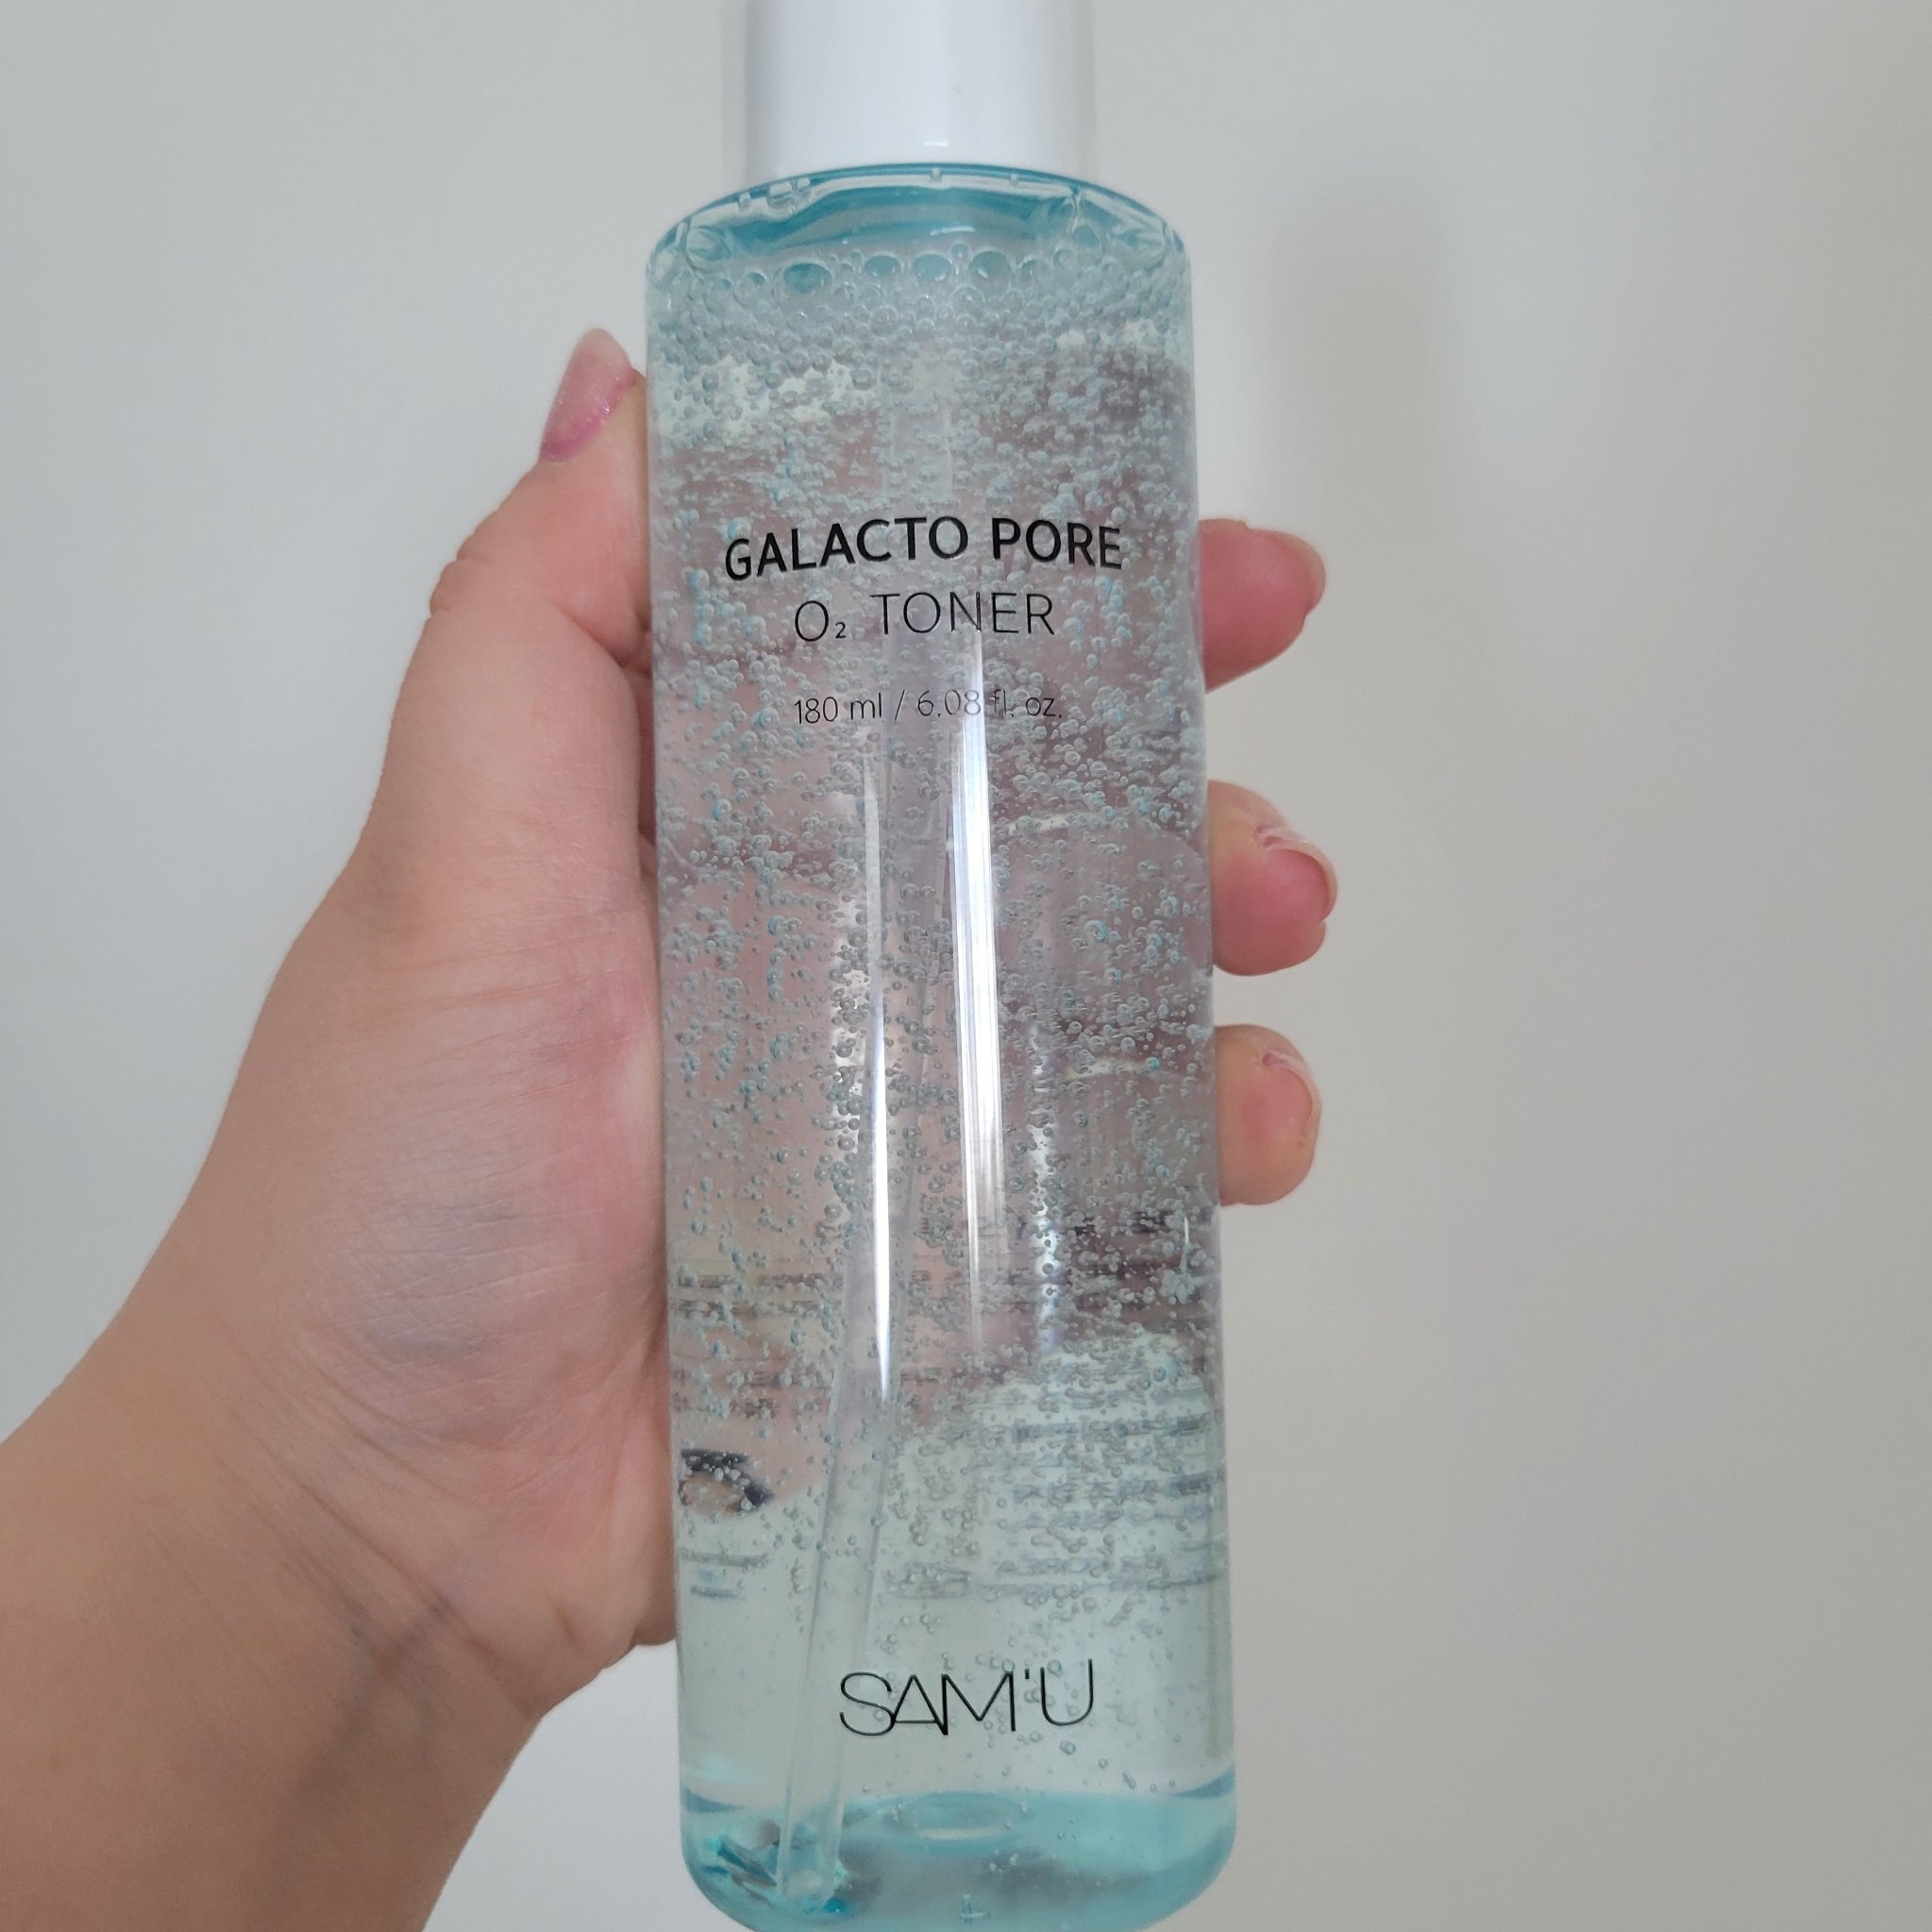 GALACTO PORE
O₂ TONER
180 ml / 6.08 fl. oz.
SAM'U